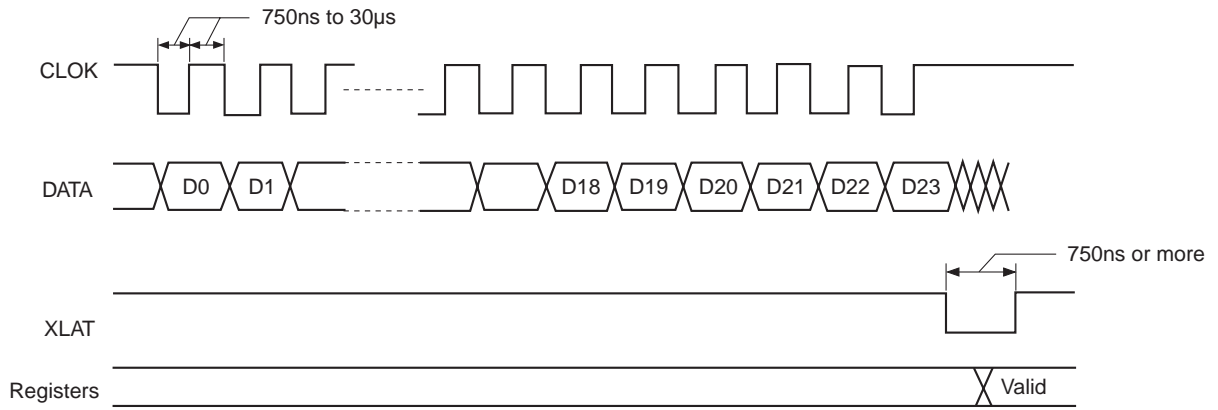 750ns to 30µs
CLOK
DATA
D0 D1 D18 D19 D20 D21 D22 D23
750ns or more
XLAT
Registers
Valid